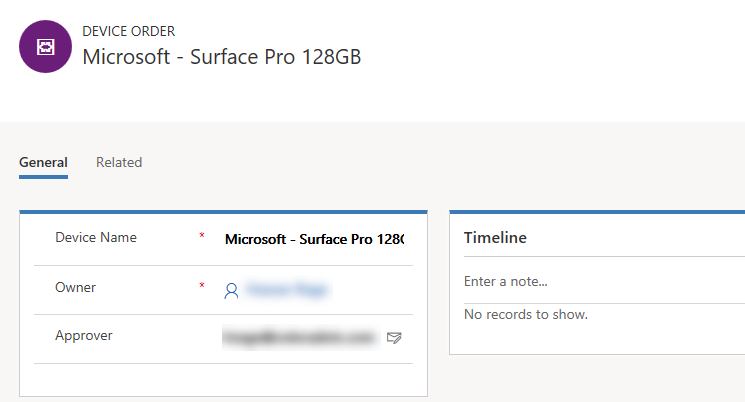 DEVICE ORDER
Microsoft - Surface Pro 128GB
General Related
Device Name * Microsoft - Surface Pro 128
Owner *
Approver
Timeline
Enter a note...
No records to show.